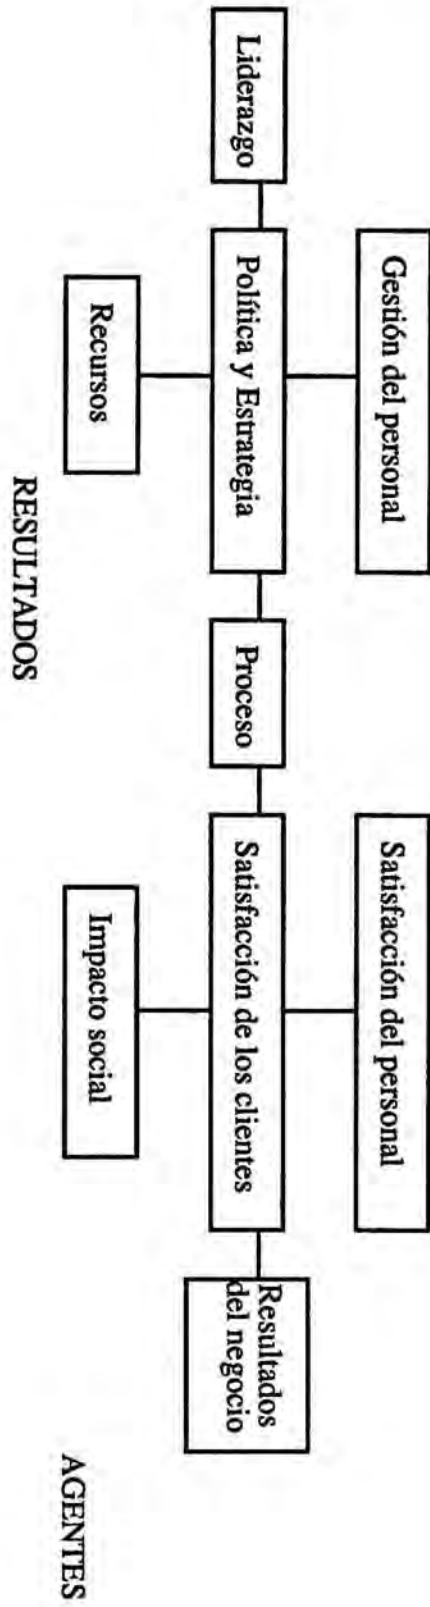 Gestión del personal
Satisfacción del personal
Liderazgo
Política y Estrategia
Proceso
Satisfacción de los clientes
Resultados
del negocio
Recursos
Impacto social
RESULTADOS
AGENTES